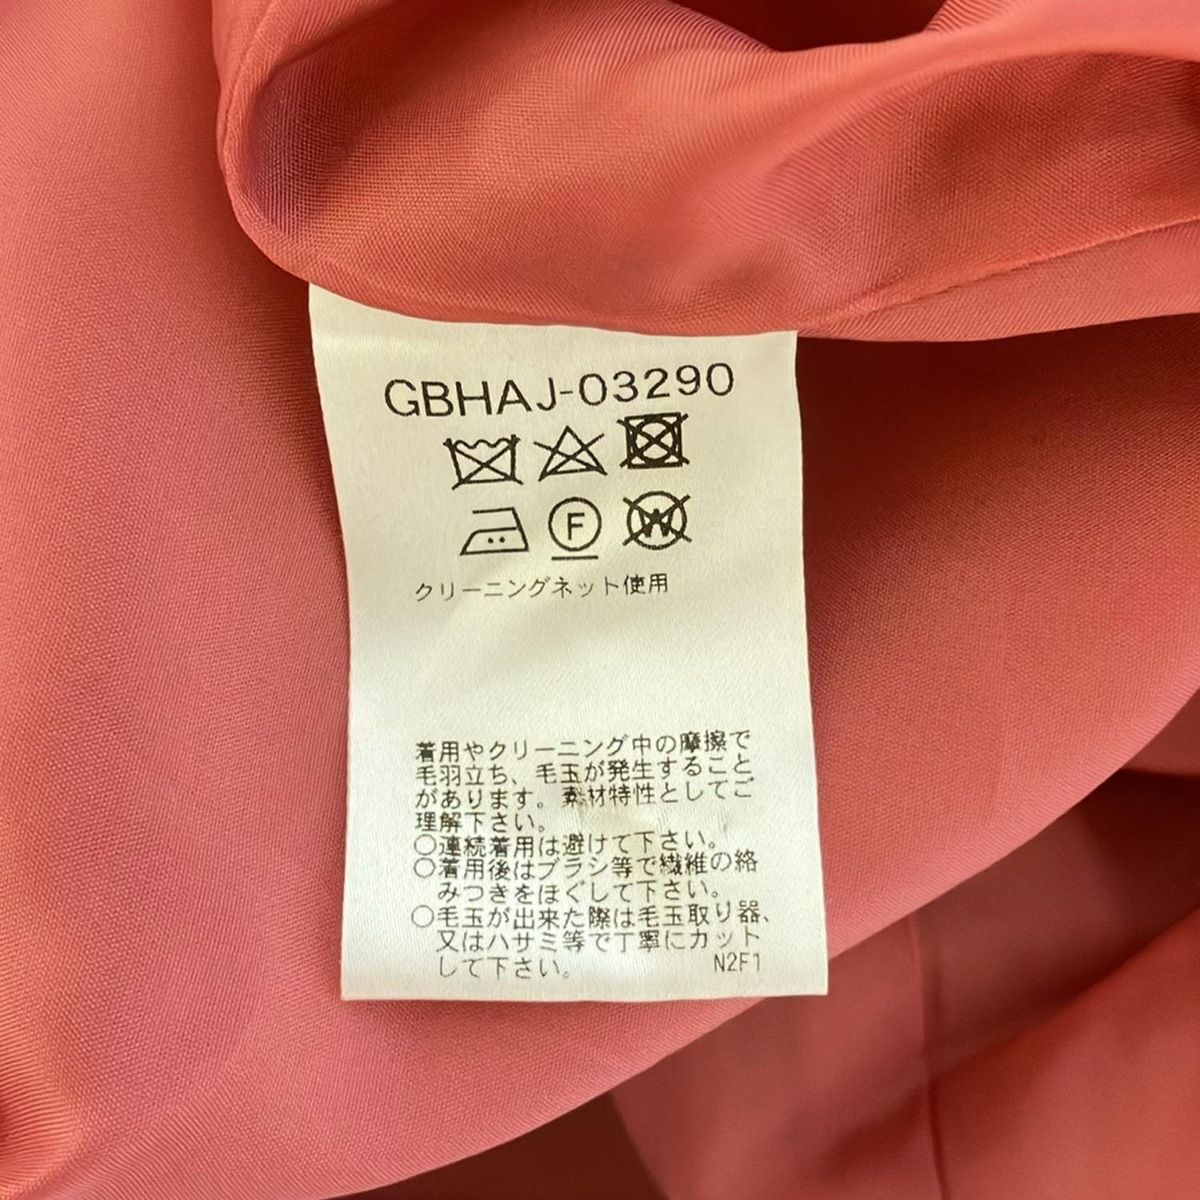 GBHAJ-03290
F W
クリーニングネット使用
着用やクリーニング中の摩擦で
毛羽立ち、毛玉が発生すること
があります。素材特性としてご
理解下さい。
○連続着用は避けて下さい。
○着用後はブラシ等で繊維の絡
みつきをほぐして下さい。
○毛玉が出来た際は毛玉取り器、
又はハサミ等で丁寧にカット
して下さい。 N2F1